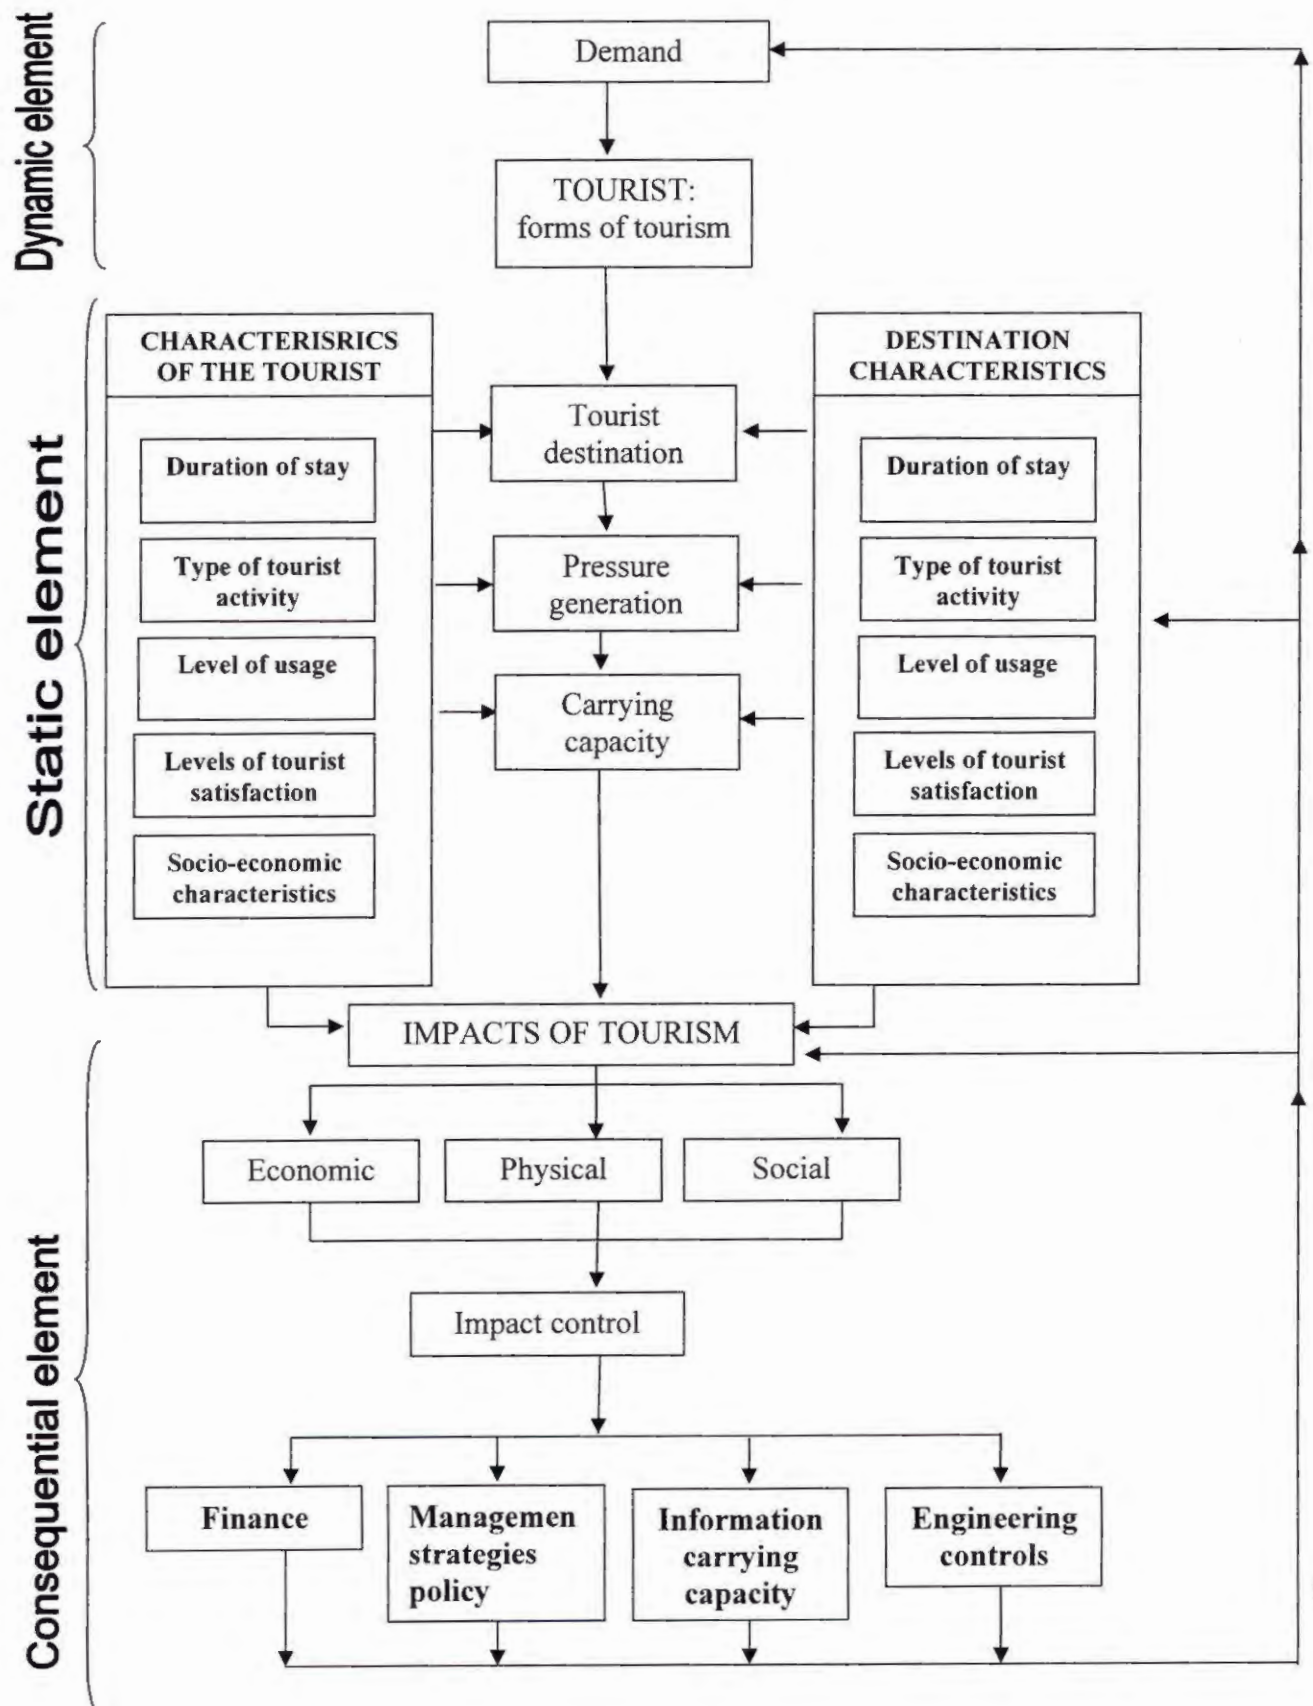 Dynamic element
Demand
TOURIST:
forms of tourism
Static element
CHARACTERISRICS
OF THE TOURIST
Duration of stay
Type of tourist
activity
Level of usage
Levels of tourist
satisfaction
Socio-economic
characteristics
Tourist
destination
Pressure
generation
Carrying
capacity
DESTINATION
CHARACTERISTICS
Duration of stay
Type of tourist
activity
Level of usage
Levels of tourist
satisfaction
Socio-economic
characteristics
Consequential element
IMPACTS OF TOURISM
Economic
Physical
Social
Impact control
Finance
Managemen
strategies
policy
Information
carrying
capacity
Engineering
controls